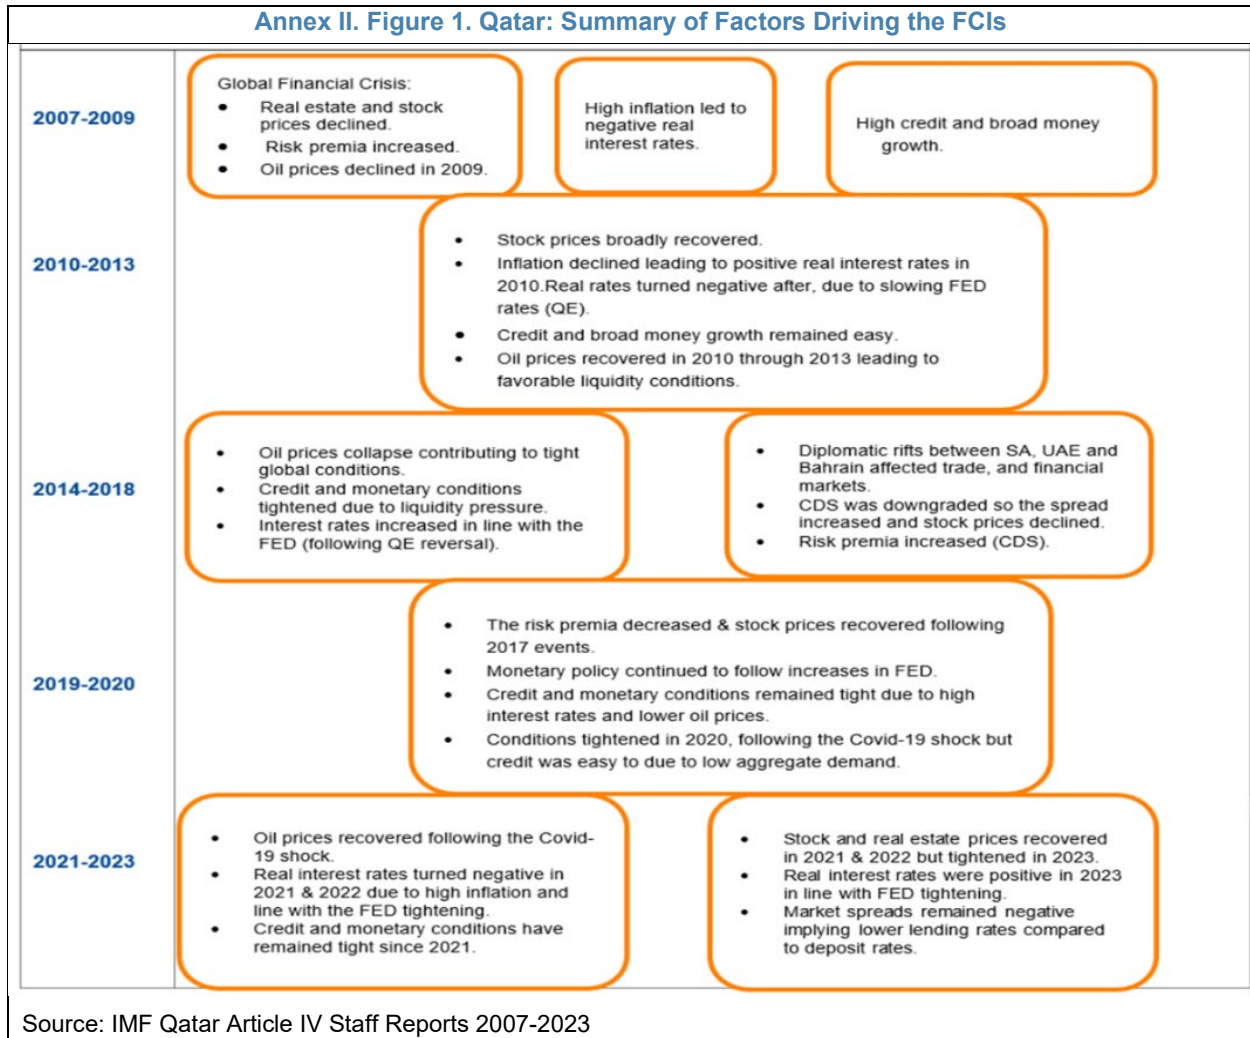 Annex II. Figure 1. Qatar: Summary of Factors Driving the FCIs
2007-2009
Global Financial Crisis:
● Real estate and stock
prices declined.
● Risk premia increased.
● Oil prices declined in 2009.
High inflation led to
negative real
interest rates.
High credit and broad money
growth.
2010-2013
• Stock prices broadly recovered.
• Inflation declined leading to positive real interest rates in
2010.Real rates turned negative after, due to slowing FED
rates (QE).
• Credit and broad money growth remained easy.
• Oil prices recovered in 2010 through 2013 leading to
favorable liquidity conditions.
2014-2018
• Oil prices collapse contributing to tight
global conditions.
• Credit and monetary conditions
tightened due to liquidity pressure.
• Interest rates increased in line with the
FED (following QE reversal).
• Diplomatic rifts between SA, UAE and
Bahrain affected trade, and financial
markets.
• CDS was downgraded so the spread
increased and stock prices declined.
• Risk premia increased (CDS).
2019-2020
• The risk premia decreased & stock prices recovered following
2017 events.
• Monetary policy continued to follow increases in FED.
• Credit and monetary conditions remained tight due to high
interest rates and lower oil prices.
• Conditions tightened in 2020, following the Covid-19 shock but
credit was easy to due to low aggregate demand.
2021-2023
• Oil prices recovered following the Covid-
19 shock.
• Real interest rates turned negative in
2021 & 2022 due to high inflation and
line with the FED tightening.
• Credit and monetary conditions have
remained tight since 2021.
• Stock and real estate prices recovered
in 2021 & 2022 but tightened in 2023.
• Real interest rates were positive in 2023
in line with FED tightening.
• Market spreads remained negative
implying lower lending rates compared
to deposit rates.
Source: IMF Qatar Article IV Staff Reports 2007-2023